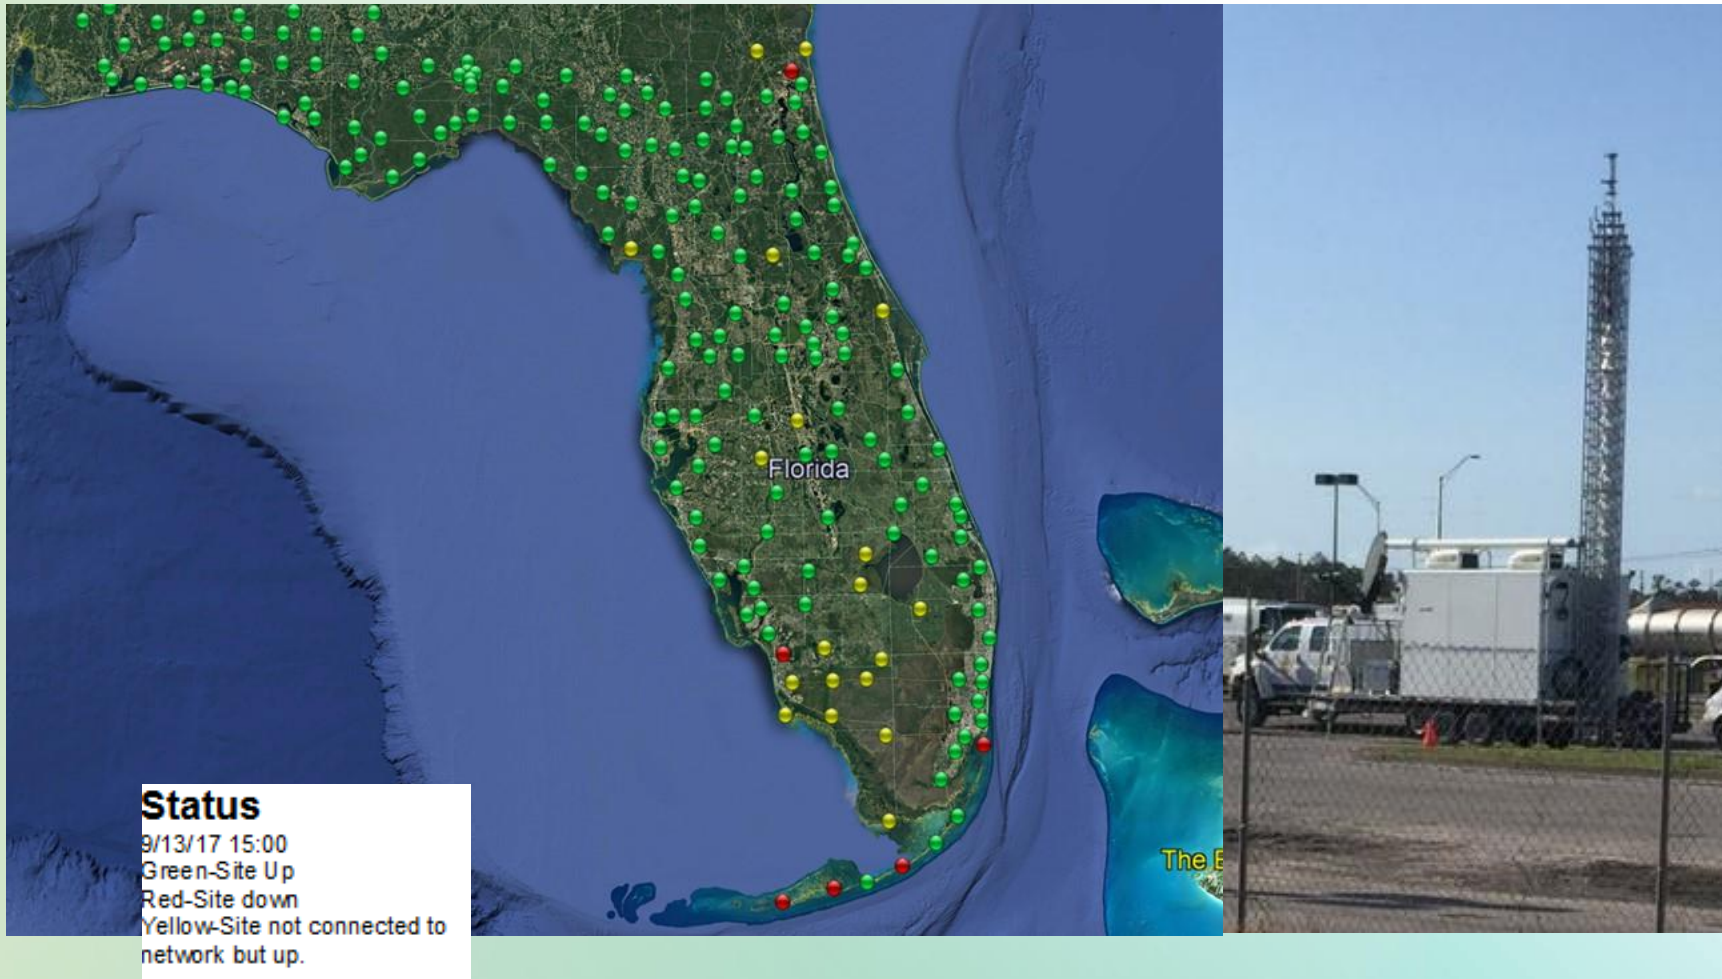 Florida
The
Status
9/13/17 15:00
Green-Site Up
Red-Site down
Yellow-Site not connected to
network but up.